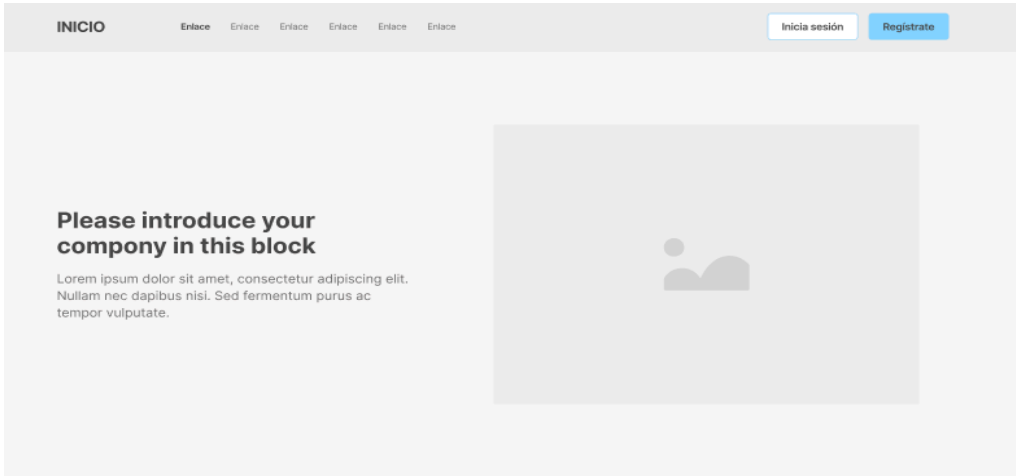 INICIO
Enlace Enlace Enlace Enlace Enlace Enlace
Inicia sesión
Regístrate
Please introduce your
compony in this block
Lorem ipsum dolor sit amet, consectetur adipiscing elit.
Nullam nec dapibus nisi. Sed fermentum purus ac
tempor vulputate.